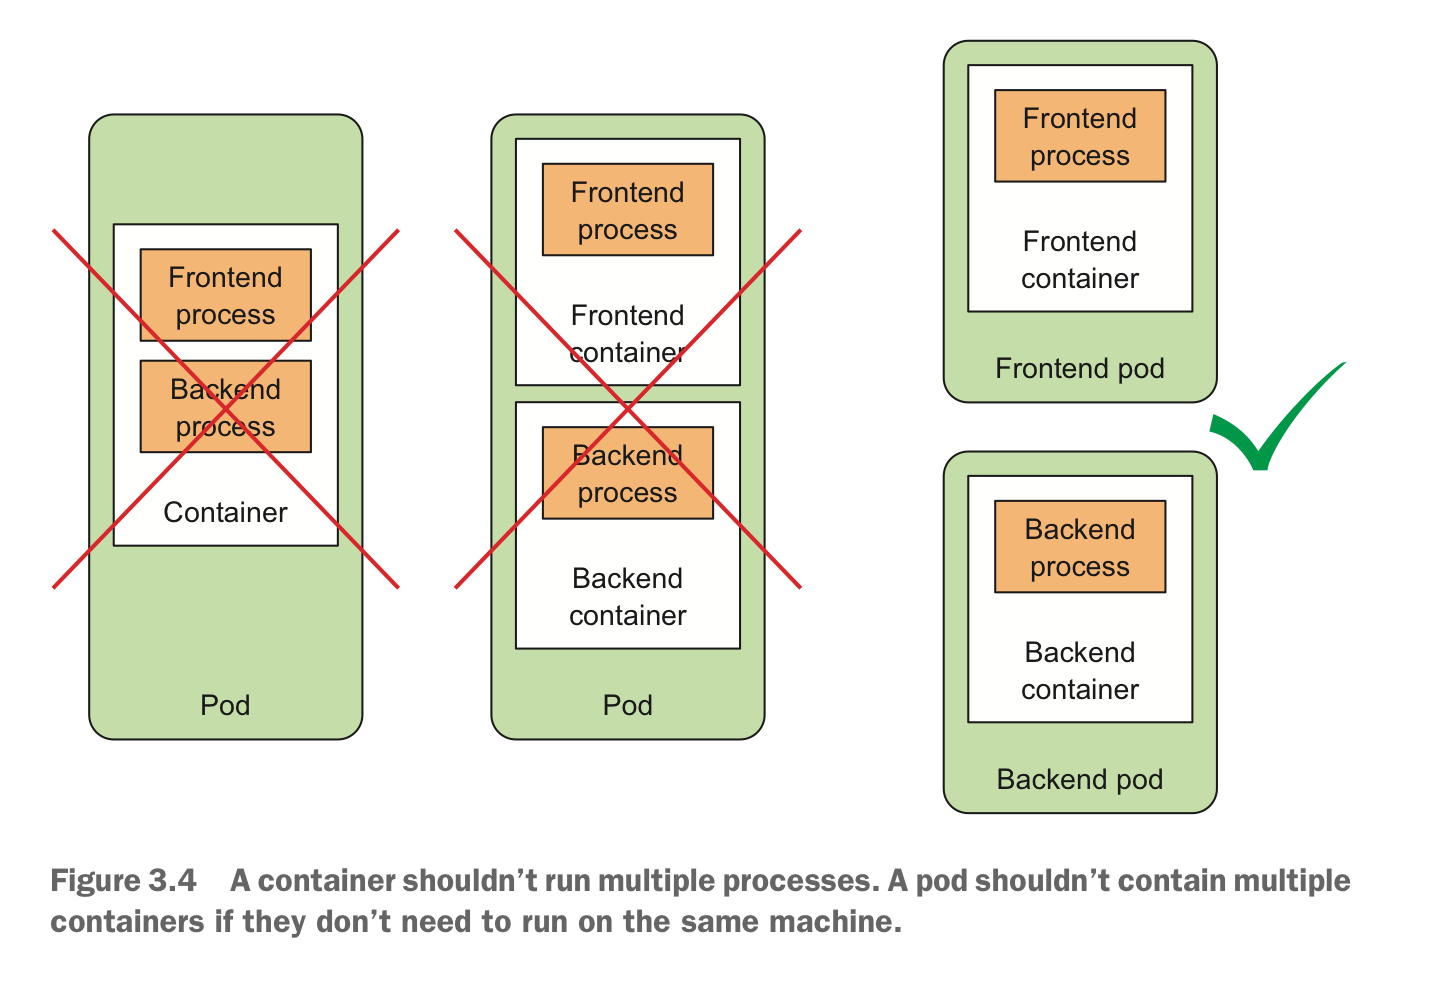 Frontend
process
Backend
process
Container
Pod
Frontend
process
Frontend
container
Backend
process
Backend
container
Pod
Frontend
process
Frontend
container
Frontend pod
Backend
process
Backend
container
Backend pod
Figure 3.4 A container shouldn’t run multiple processes. A pod shouldn’t contain multiple
containers if they don’t need to run on the same machine.